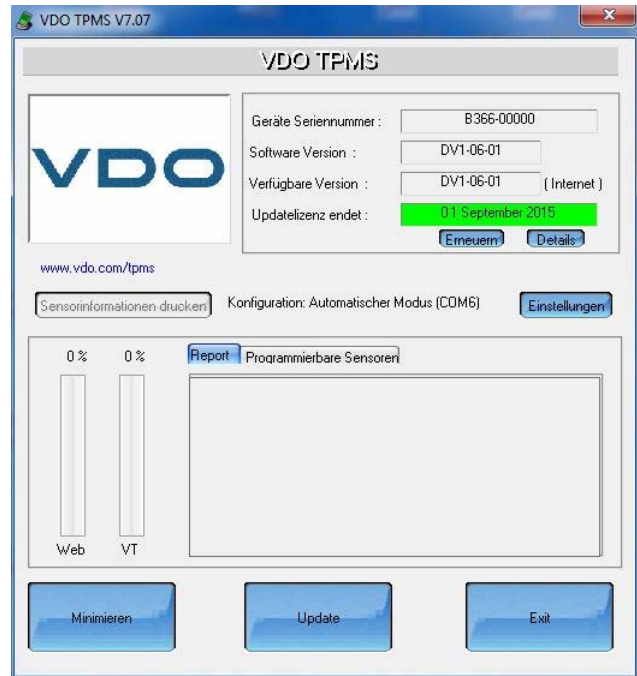 VDO TPMS V7.07
VDO TPMS
VDO
Geräte Seriennummer : B366-00000
Software Version : DV1-06-01
Verfügbare Version : DV1-06-01 ( Internet )
Updatelizenz endet : 01 September 2015
Erneuern Details
www.vdo.com/tpms
Sensorinformationen drucken Konfiguration: Automatischer Modus (COM6) Einstellungen
0 % 0 % Report Programmierbare Sensoren
Web VT
Minimieren Update Exit